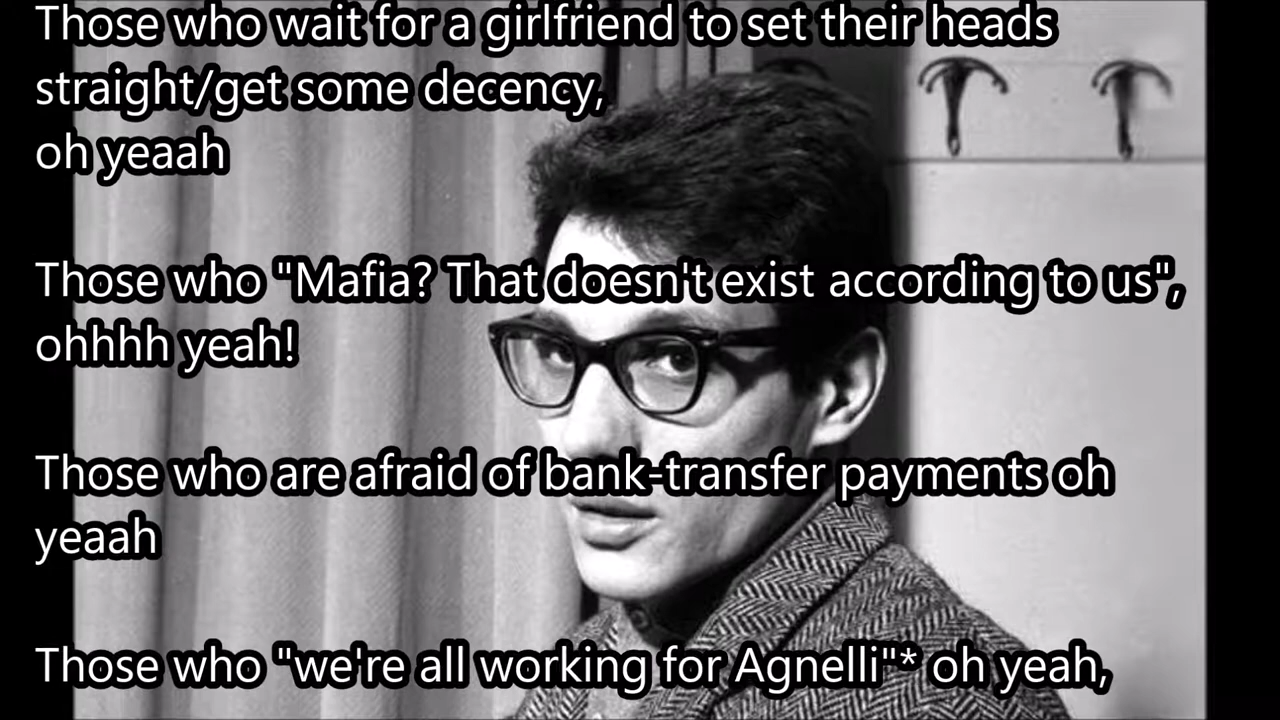 Those who wait for a girlfriend to set their heads
straight/get some decency,
oh yeaah
Those who "Mafia? That doesn't exist according to us",
ohhhh yeah!
Those who are afraid of bank-transfer payments oh
yeaah
Those who "we're all working for Agnelli"* oh yeah,